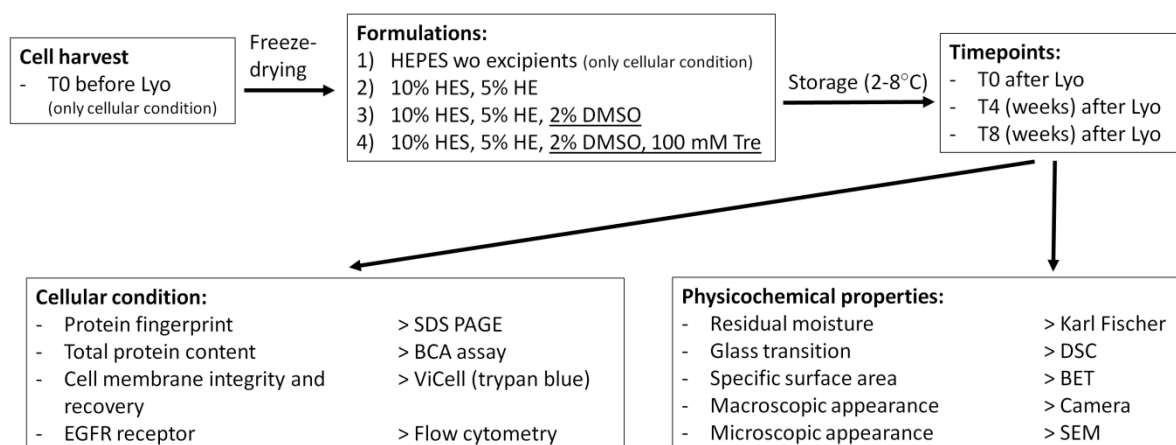 Cell harvest
- T0 before Lyo
(only cellular condition)
Freeze-
drying
Formulations:
1) HEPES wo excipients (only cellular condition)
2) 10% HES, 5% HE
3) 10% HES, 5% HE, 2% DMSO
4) 10% HES, 5% HE, 2% DMSO, 100 mM Tre
Storage (2-8°C)
Timepoints:
- T0 after Lyo
- T4 (weeks) after Lyo
- T8 (weeks) after Lyo
Cellular condition:
- Protein fingerprint > SDS PAGE
- Total protein content > BCA assay
- Cell membrane integrity and > ViCell (trypan blue)
recovery
- EGFR receptor > Flow cytometry
Physicochemical properties:
- Residual moisture > Karl Fischer
- Glass transition > DSC
- Specific surface area > BET
- Macroscopic appearance > Camera
- Microscopic appearance > SEM